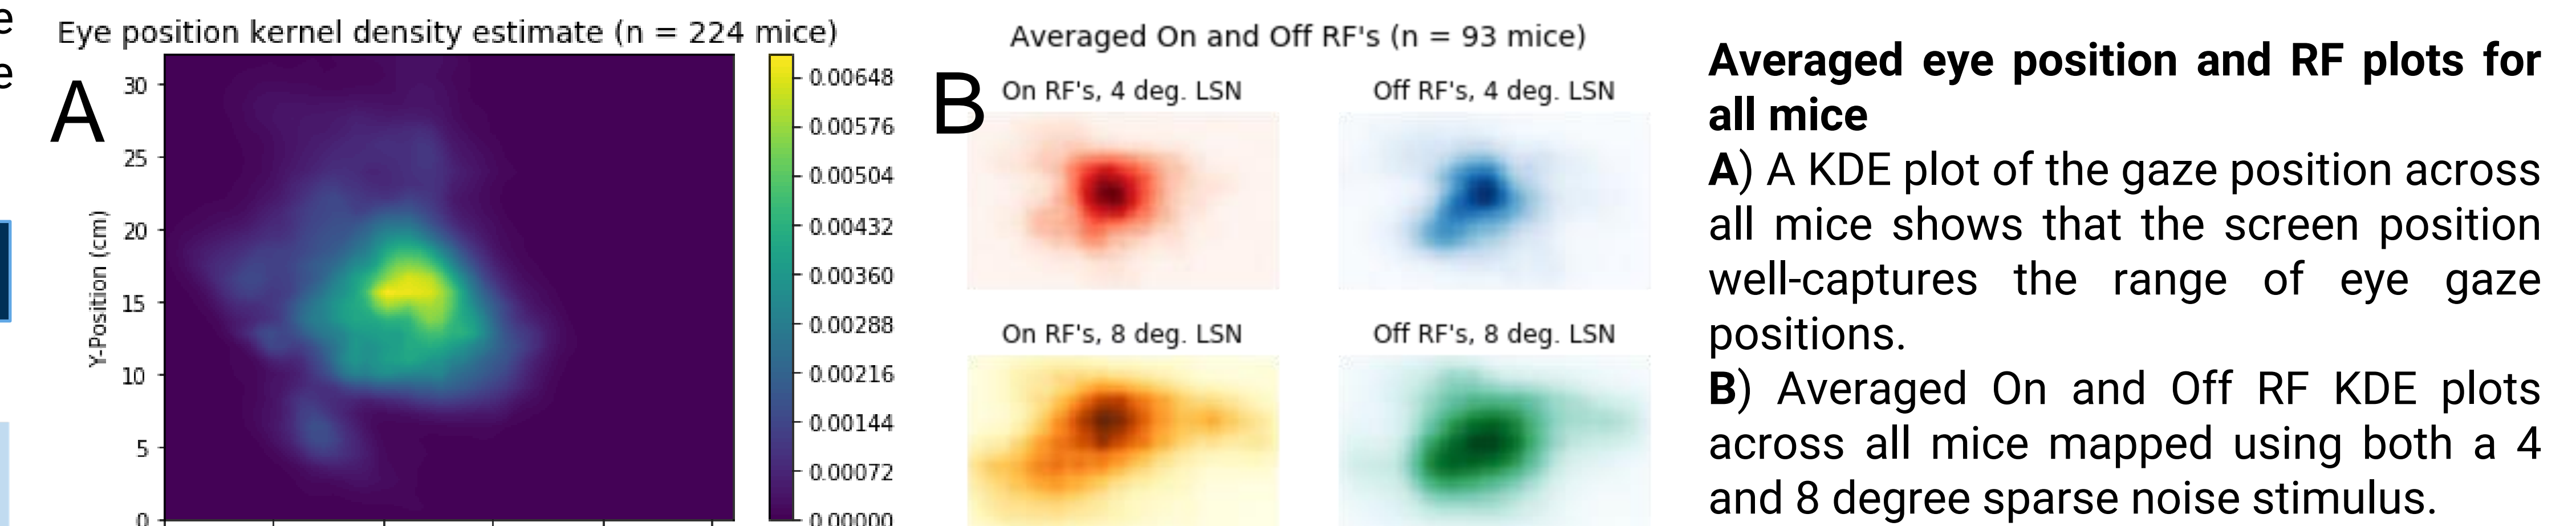 e
e
Eye position kernel density estimate (n = 224 mice)
A
Y-Position (cm)
30
25
20
15
10
5
0
0.00648
0.00576
0.00504
0.00432
0.00360
0.00288
0.00216
0.00144
0.00072
0.00000
Averaged On and Off RF's (n = 93 mice)
B
On RF's, 4 deg. LSN
Off RF's, 4 deg. LSN
On RF's, 8 deg. LSN
Off RF's, 8 deg. LSN
Averaged eye position and RF plots for
all mice
A) A KDE plot of the gaze position across
all mice shows that the screen position
well-captures the range of eye gaze
positions.
B) Averaged On and Off RF KDE plots
across all mice mapped using both a 4
and 8 degree sparse noise stimulus.